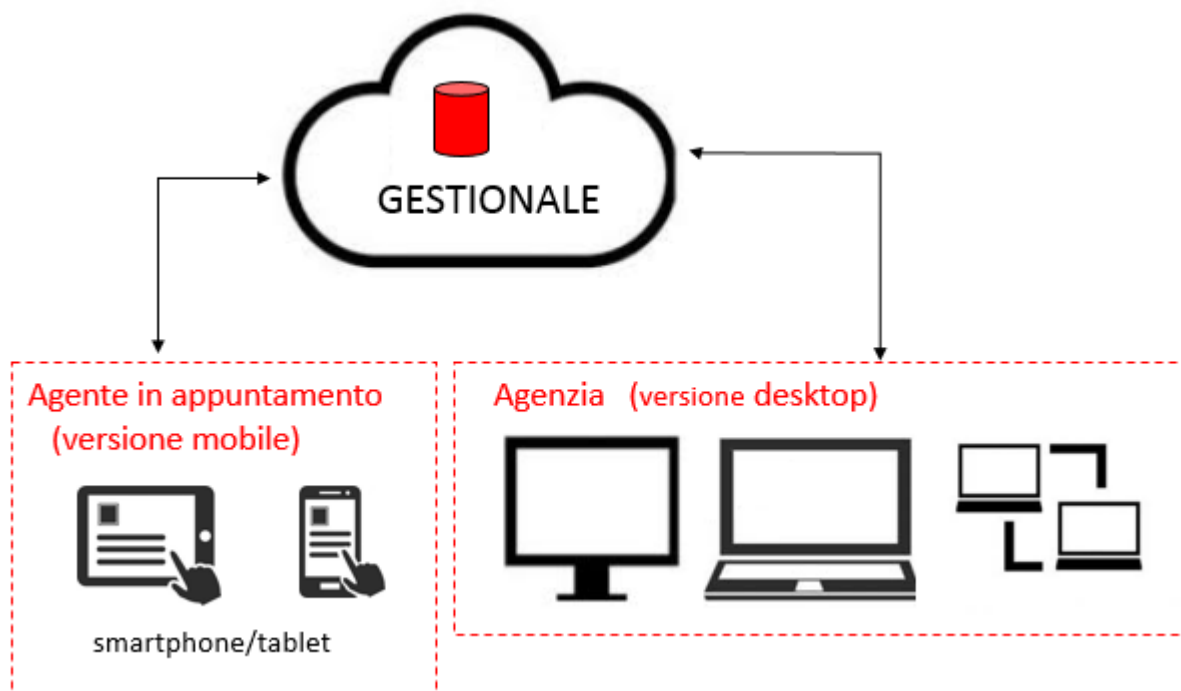 GESTIONALE
Agente in appuntamento
(versione mobile)
smartphone/tablet
Agenzia (versione desktop)